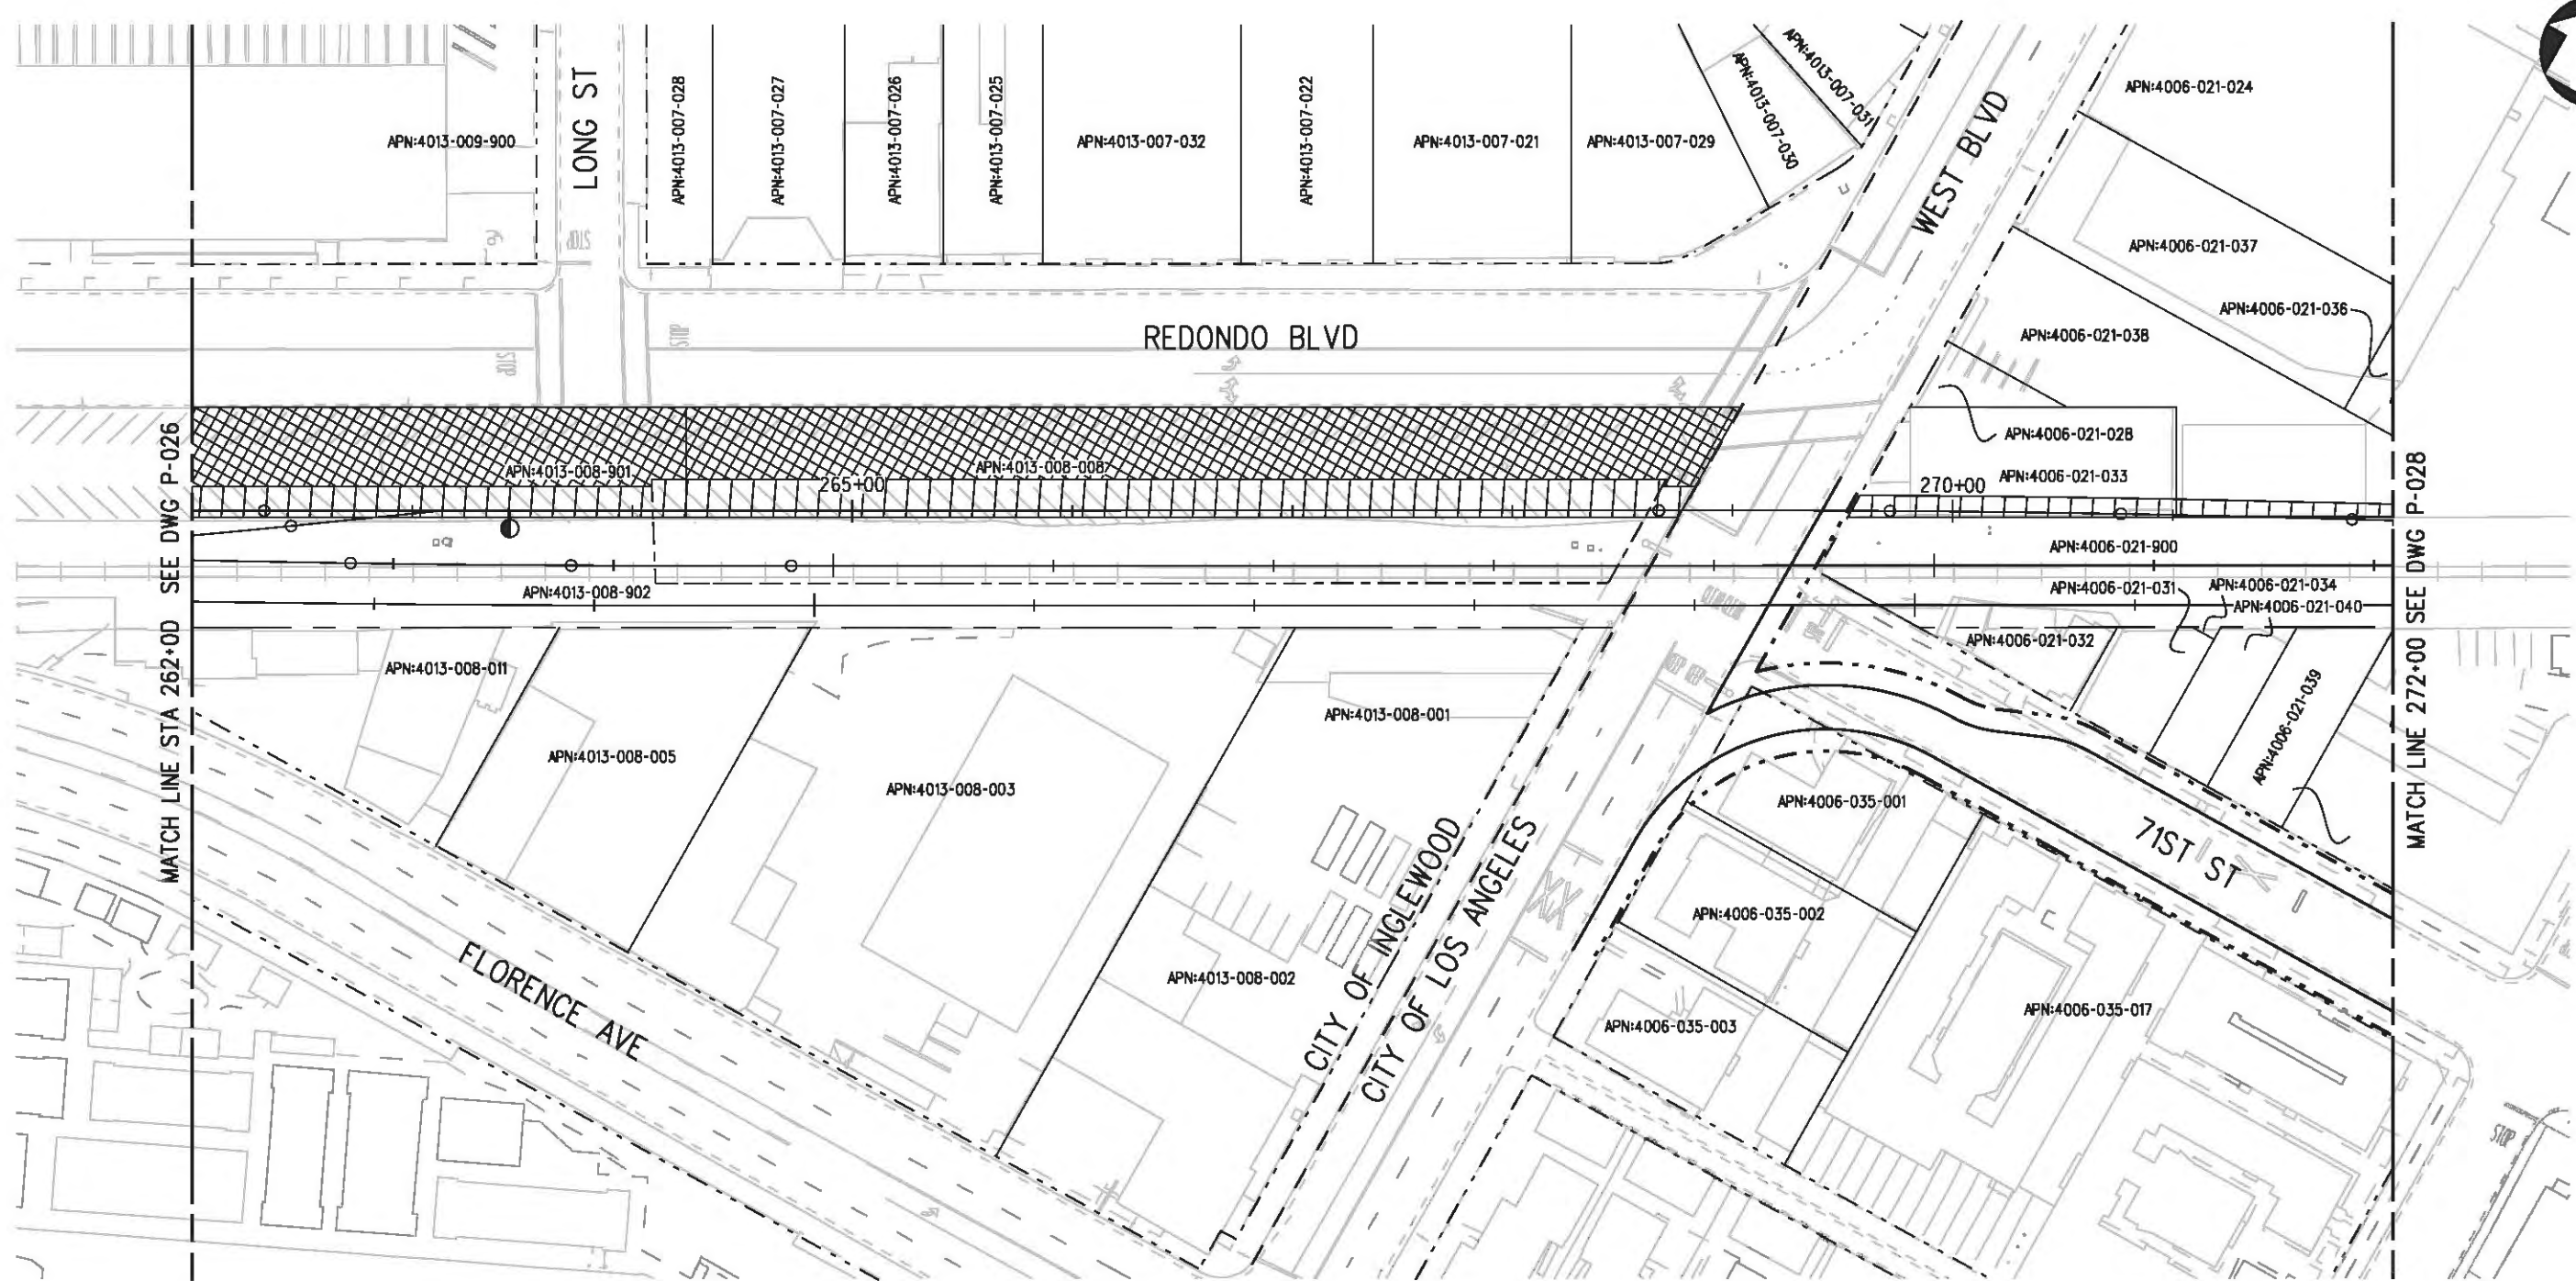 APN:4013-009-900
LONG ST
APN:4013-007-028
APN:4013-007-027
APN:4013-007-026
APN:4013-007-025
APN:4013-007-032
APN:4013-007-022
APN:4013-007-021
APN:4013-007-029
APN:4013-007-030
APN:4013-007-031
WEST BLVD
APN:4006-021-024
APN:4006-021-037
APN:4006-021-036
APN:4006-021-038
STOP
STOP
STOP
REDONDO BLVD
APN:4006-021-028
APN:4006-021-033
APN:4013-008-901
APN:4013-008-008
265+00
270+00
APN:4006-021-900
APN:4013-008-902
APN:4006-021-031
APN:4006-021-034
APN:4006-021-040
APN:4006-021-032
APN:4006-021-039
MATCH LINE STA 262+00 SEE DWG P-026
MATCH LINE 272+00 SEE DWG P-028
APN:4013-008-011
APN:4013-008-005
APN:4013-008-003
APN:4013-008-001
APN:4013-008-002
CITY OF INGLEWOOD
CITY OF LOS ANGELES
APN:4006-035-001
APN:4006-035-002
APN:4006-035-003
APN:4006-035-017
71ST ST
FLORENCE AVE
STOP